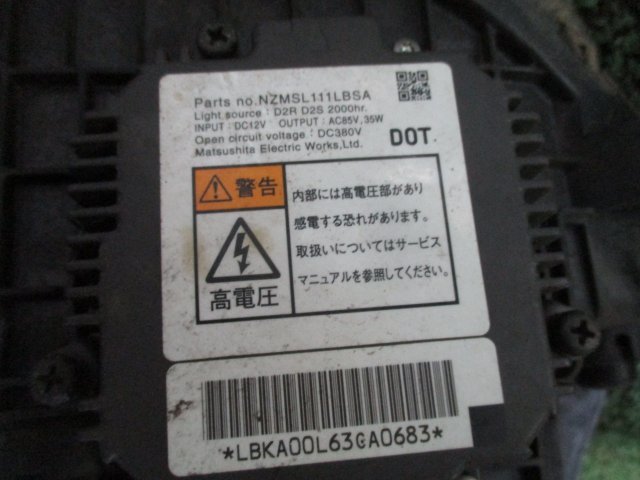 Parts no.NZMSL111LBSA
Light source : D2R D2S 2000hr.
INPUT : DC12V OUTPUT : AC85V,35W
Open circuit voltage : DC380V
Matsushita Electric Works,Ltd.
DOT.
警告
高電圧
内部には高電圧部があり
感電する恐れがあります。
取扱いについてはサービス
マニュアルを参照してください。
*LBKA00L63GA0683*